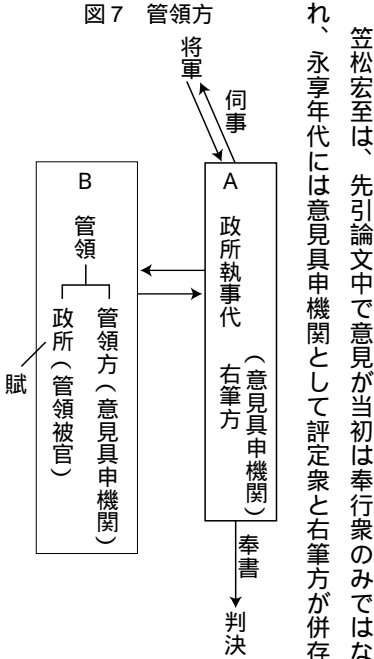 笠松宏至は、先引論文中で意見が当初は奉行衆のみではな
れ、永享年代には意見具申機関として評定衆と右筆方が併存
図7　管領方
将軍
伺事
A
政所執事代
右筆方
（意見具申機関）
奉書
判決
B
管領
管領方（意見具申機関）
政所（管領被官）
賦